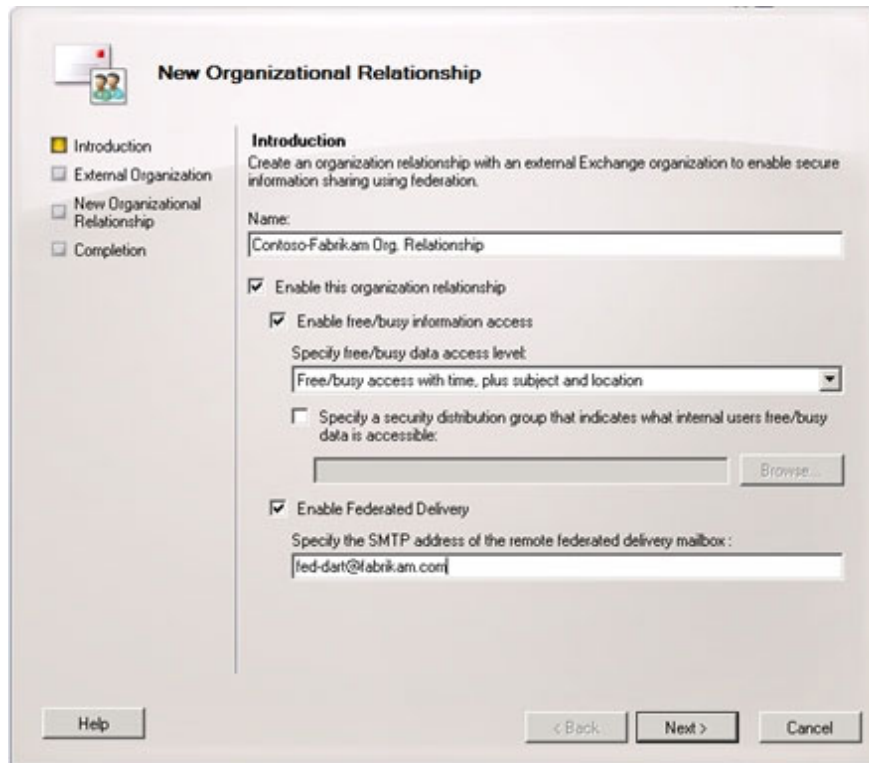 New Organizational Relationship
Introduction
External Organization
New Organizational
Relationship
Completion
Introduction
Create an organization relationship with an external Exchange organization to enable secure
information sharing using federation.
Name:
Contoso-Fabrikam Org. Relationship
Enable this organization relationship
Enable free/busy information access
Specify free/busy data access level:
Free/busy access with time, plus subject and location
Specify a security distribution group that indicates what internal users free/busy
data is accessible:
Browse...
Enable Federated Delivery
Specify the SMTP address of the remote federated delivery mailbox :
fed-dart@fabrikam.com
Help
< Back
Next >
Cancel